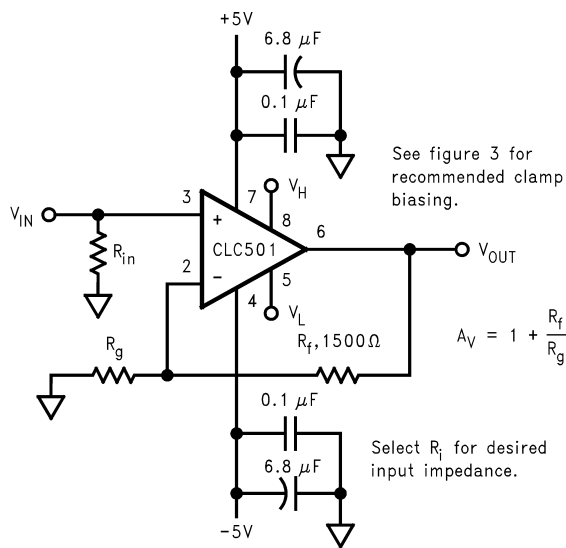 +5V
6.8 μF
0.1 μF
See figure 3 for
recommended clamp
biasing.
V_H
3
7
8
V_IN
+
CLC501
6
V_OUT
R_in
2
−
5
4
V_L
R_f, 1500Ω
A_V = 1 + R_f/R_g
R_g
0.1 μF
Select R_i for desired
input impedance.
6.8 μF
−5V